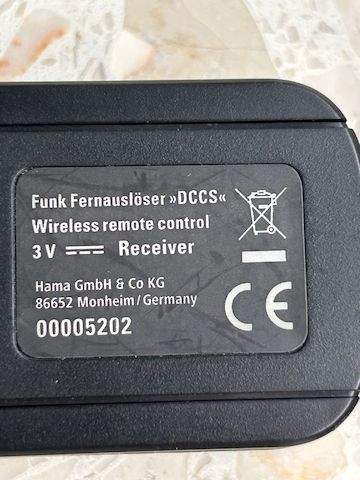 Funk Fernauslöser »DCCS«
Wireless remote control
3 V ⎓ Receiver
Hama GmbH & Co KG
86652 Monheim/Germany
00005202
CE